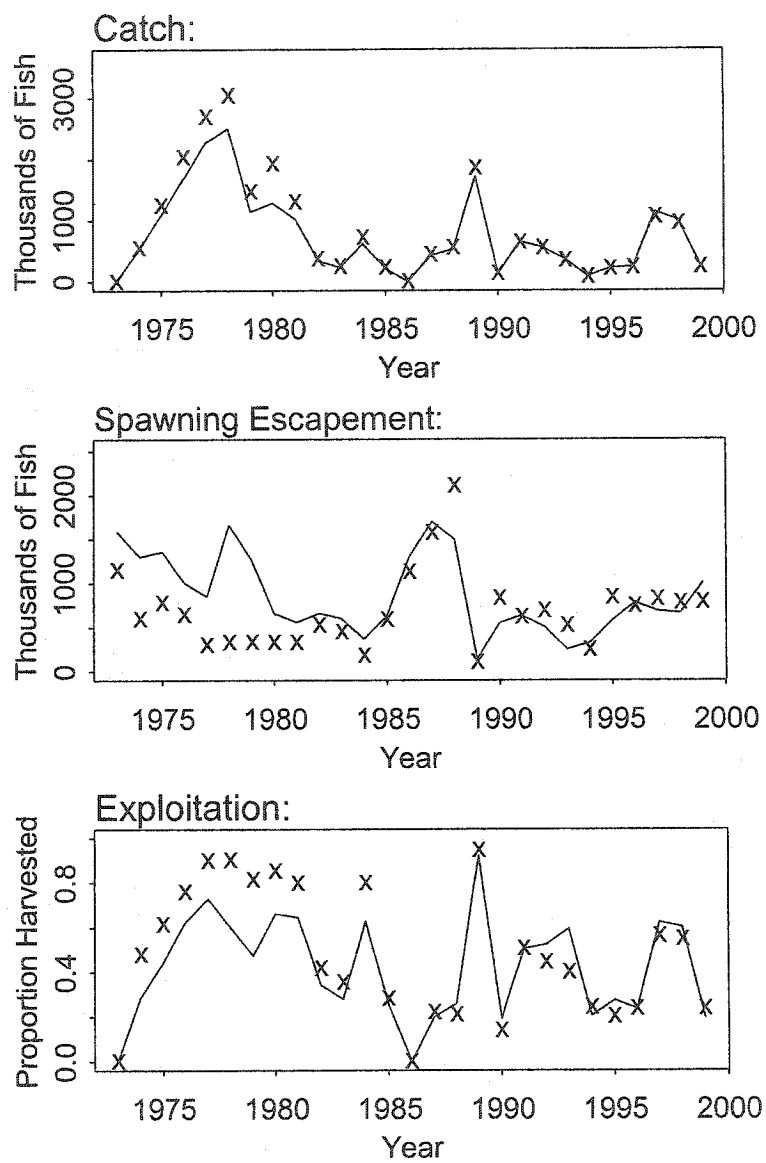 Catch:
Thousands of Fish
0 1000 3000
1975 1980 1985 1990 1995 2000
Year
Spawning Escapement:
Thousands of Fish
0 1000 2000
1975 1980 1985 1990 1995 2000
Year
Exploitation:
Proportion Harvested
0.0 0.4 0.8
1975 1980 1985 1990 1995 2000
Year